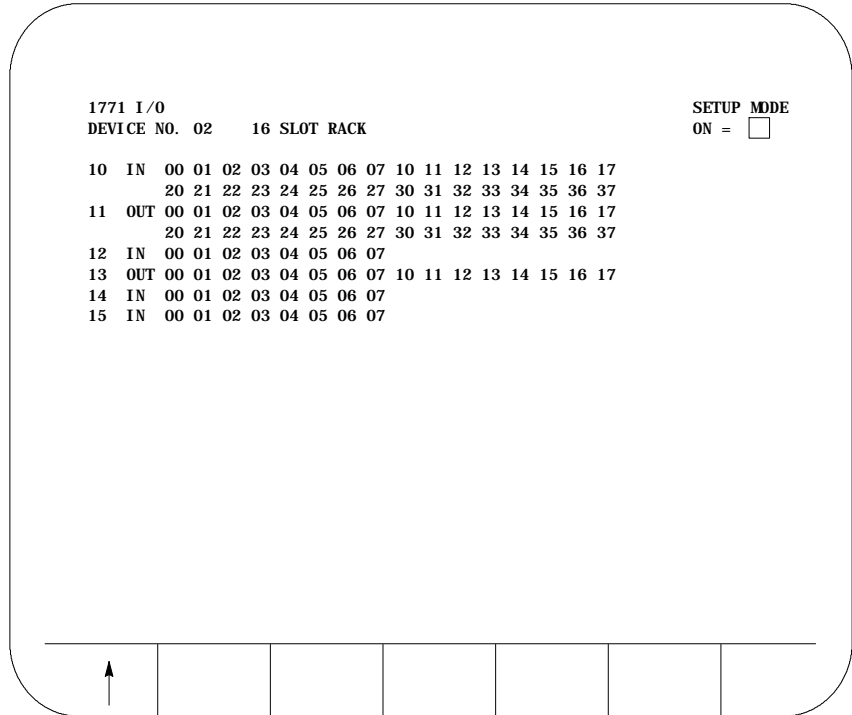 1771 I/O SETUP MODE
DEVICE NO. 02 16 SLOT RACK ON =
10 IN 00 01 02 03 04 05 06 07 10 11 12 13 14 15 16 17
20 21 22 23 24 25 26 27 30 31 32 33 34 35 36 37
11 OUT 00 01 02 03 04 05 06 07 10 11 12 13 14 15 16 17
20 21 22 23 24 25 26 27 30 31 32 33 34 35 36 37
12 IN 00 01 02 03 04 05 06 07
13 OUT 00 01 02 03 04 05 06 07 10 11 12 13 14 15 16 17
14 IN 00 01 02 03 04 05 06 07
15 IN 00 01 02 03 04 05 06 07